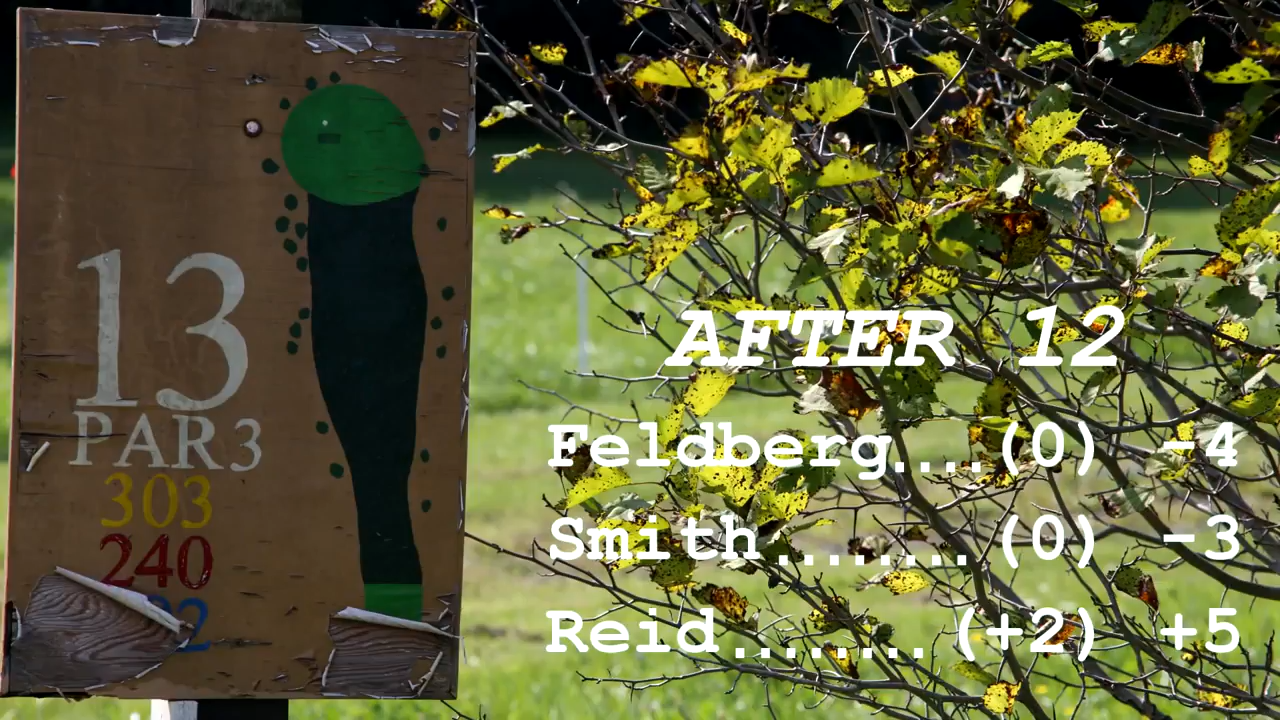 13
PAR3
303
240
AFTER 12
Feldberg....(0) -4
Smith........(0) -3
Reid........(+2) +5